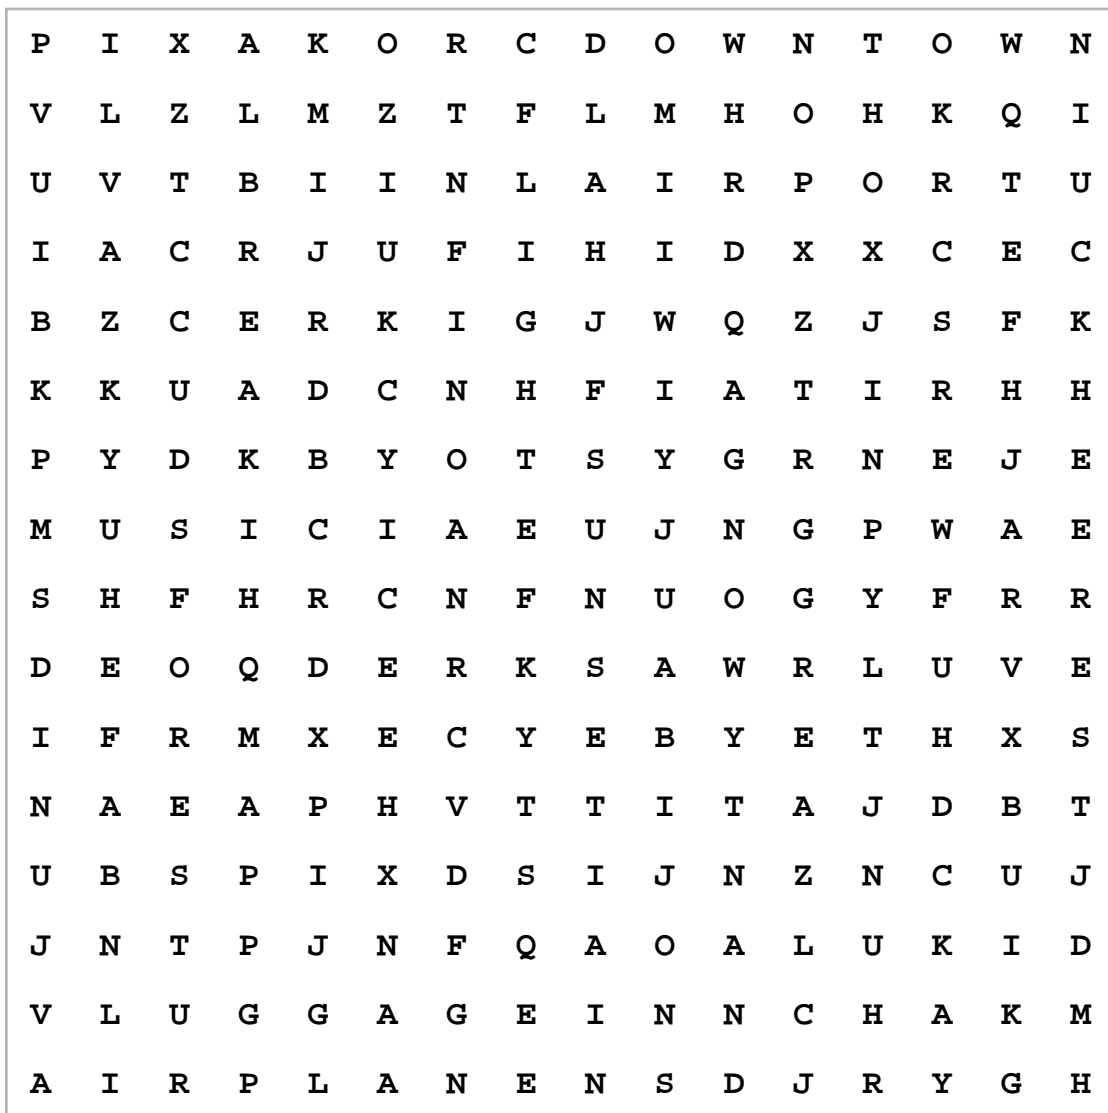 P I X A K O R C D O W N T O W N
V L Z L M Z T F L M H O H K Q I
U V T B I I N L A I R P O R T U
I A C R J U F I H I D X X C E C
B Z C E R K I G J W Q Z J S F K
K K U A D C N H F I A T I R H H
P Y D K B Y O T S Y G R N E J E
M U S I C I A E U J N G P W A E
S H F H R C N F N U O G Y F R R
D E O Q D E R K S A W R L U V E
I F R M X E C Y E B Y E T H X S
N A E A P H V T T I T A J D B T
U B S P I X D S I J N Z N C U J
J N T P J N F Q A O A L U K I D
V L U G G A G E I N N C H A K M
A I R P L A N E N S D J R Y G H